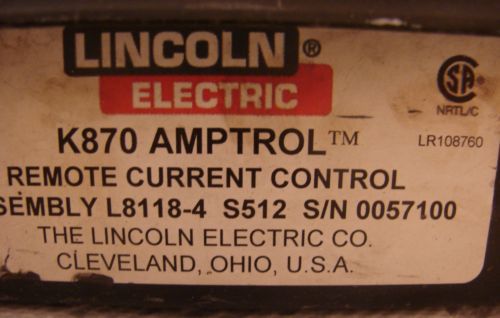 LINCOLN ®
ELECTRIC
SA
NRTL/C
K870 AMPTROL™
LR108760
REMOTE CURRENT CONTROL
SEMBLY L8118-4 S512 S/N 0057100
THE LINCOLN ELECTRIC CO.
CLEVELAND, OHIO, U.S.A.